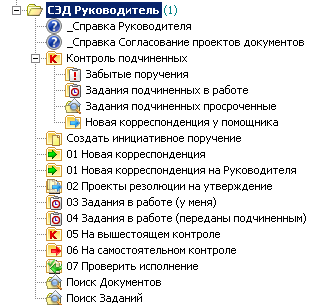 СЭД Руководитель (1)
_Справка Руководителя
_Справка Согласование проектов документов
Контроль подчиненных
Забытые поручения
Задания подчиненных в работе
Задания подчиненных просроченные
Новая корреспонденция у помощника
Создать инициативное поручение
01 Новая корреспонденция
01 Новая корреспонденция на Руководителя
02 Проекты резолюции на утверждение
03 Задания в работе (у меня)
04 Задания в работе (переданы подчиненным)
05 На вышестоящем контроле
06 На самостоятельном контроле
07 Проверить исполнение
Поиск Документов
Поиск Заданий